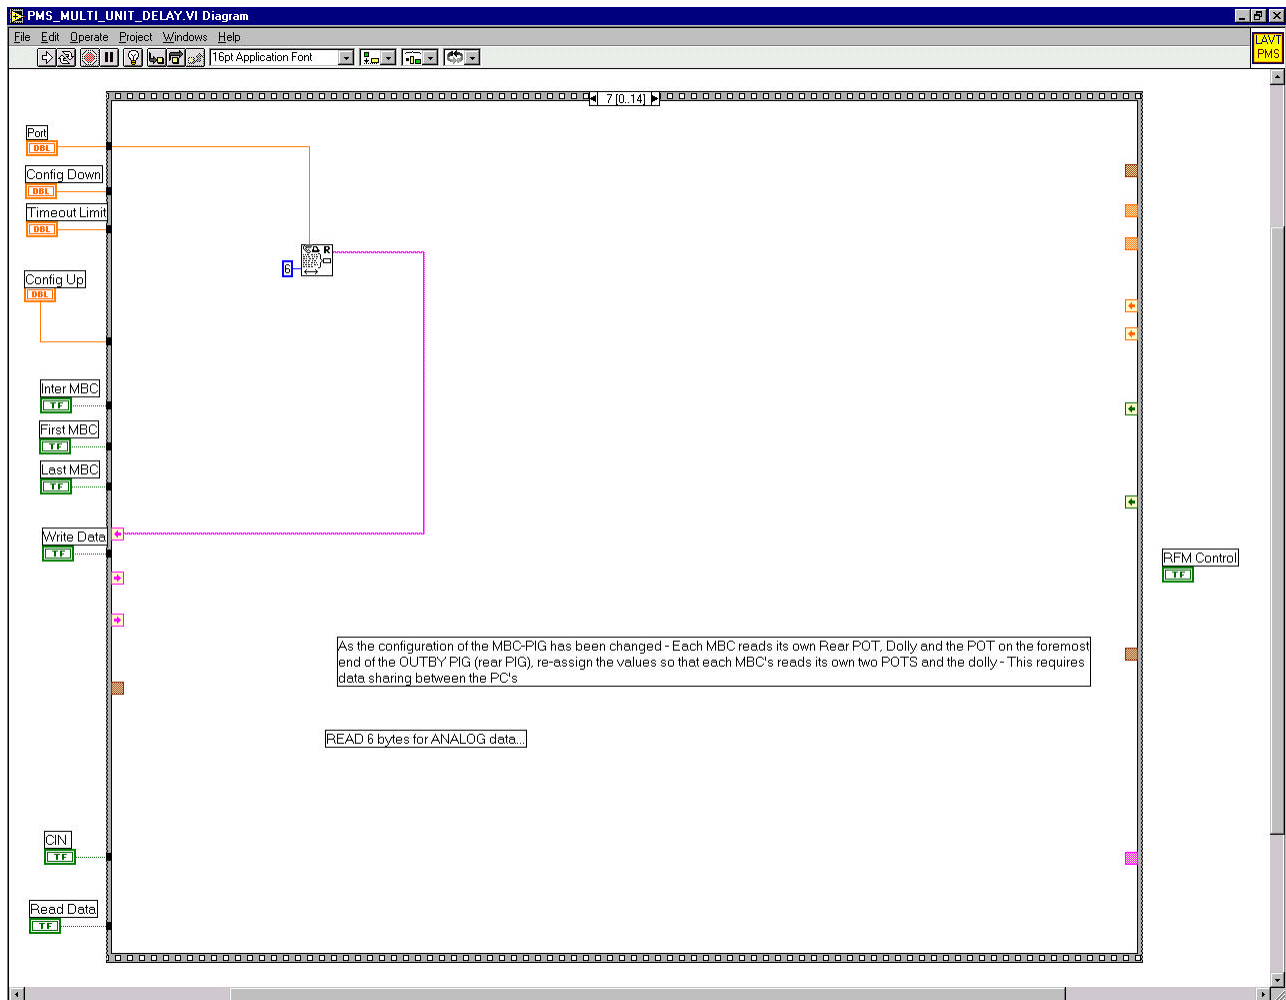 PMS_MULTI_UNIT_DELAY.VI Diagram
File Edit Operate Project Windows Help
16pt Application Font
LAVT
PMS
7 [0..14]
Port
DBL
Config Down
DBL
Timeout Limit
DBL
R
6
Config Up
DBL
Inter MBC
TF
First MBC
TF
Last MBC
TF
Write Data
TF
RFM Control
TF
As the configuration of the MBC-PIG has been changed - Each MBC reads its own Rear POT, Dolly and the POT on the foremost
end of the OUTBY PIG (rear PIG), re-assign the values so that each MBC's reads its own two POTS and the dolly - This requires
data sharing between the PC's
READ 6 bytes for ANALOG data...
CIN
TF
Read Data
TF